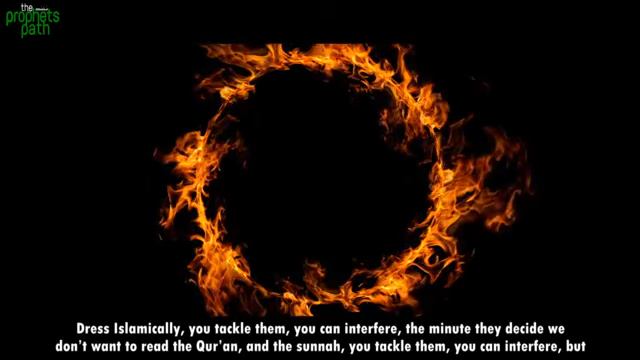 the
prophets
path
Dress Islamically, you tackle them, you can interfere, the minute they decide we
don't want to read the Qur'an, and the sunnah, you tackle them, you can interfere, but